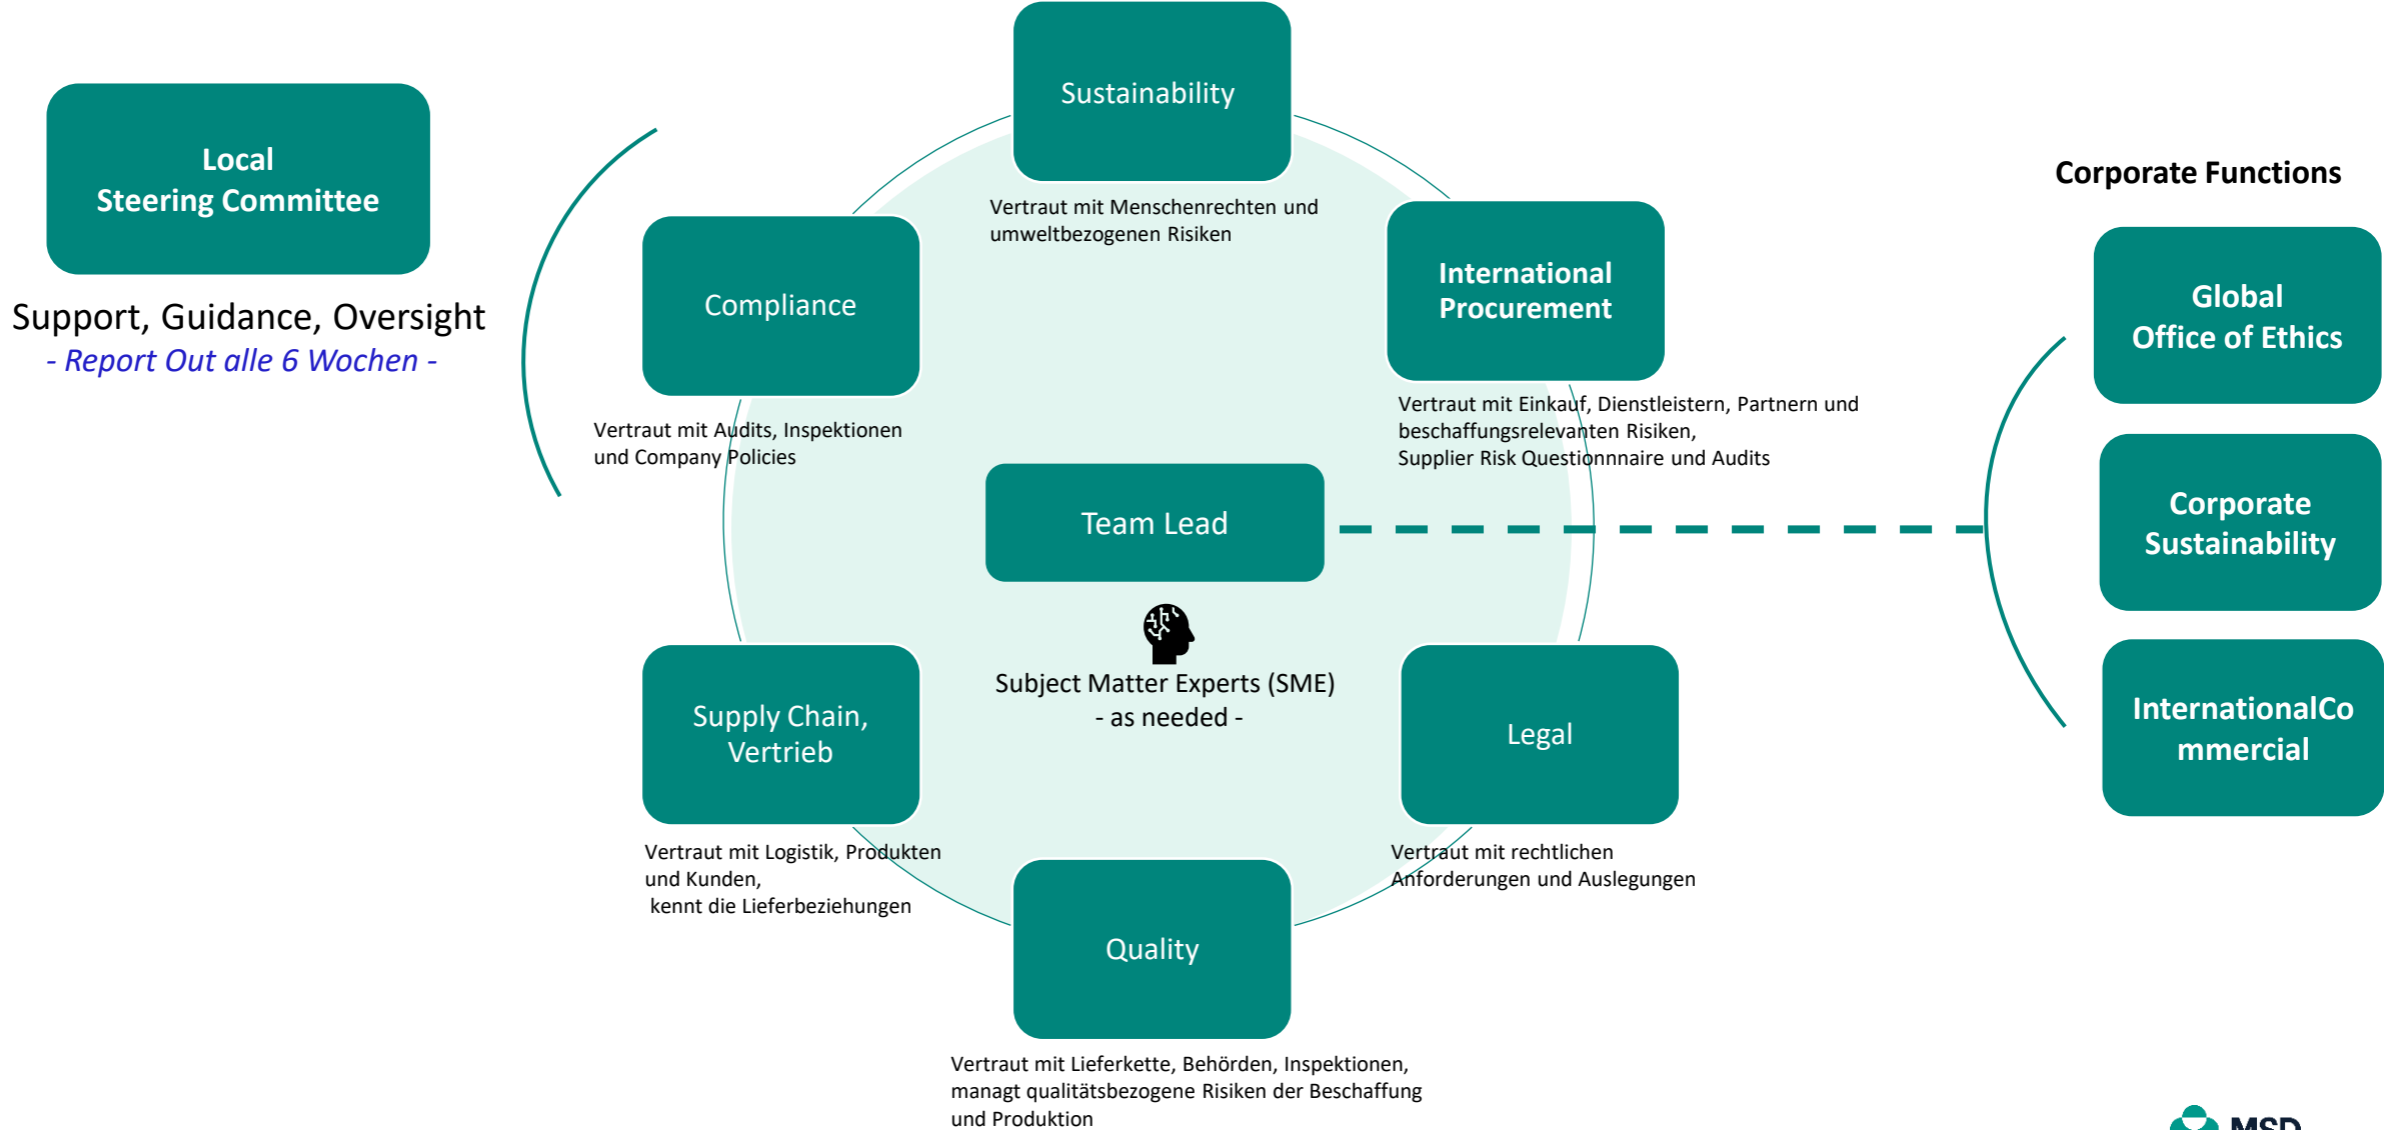 Local
Steering Committee
Support, Guidance, Oversight
- Report Out alle 6 Wochen -
Sustainability
Vertraut mit Menschenrechten und
umweltbezogenen Risiken
Compliance
Vertraut mit Audits, Inspektionen
und Company Policies
International
Procurement
Vertraut mit Einkauf, Dienstleistern, Partnern und
beschaffungsrelevanten Risiken,
Supplier Risk Questionnnaire und Audits
Team Lead
Subject Matter Experts (SME)
- as needed -
Supply Chain,
Vertrieb
Vertraut mit Logistik, Produkten
und Kunden,
kennt die Lieferbeziehungen
Legal
Vertraut mit rechtlichen
Anforderungen und Auslegungen
Quality
Vertraut mit Lieferkette, Behörden, Inspektionen,
managt qualitätsbezogene Risiken der Beschaffung
und Produktion
Corporate Functions
Global
Office of Ethics
Corporate
Sustainability
InternationalCo
mmercial
MSD